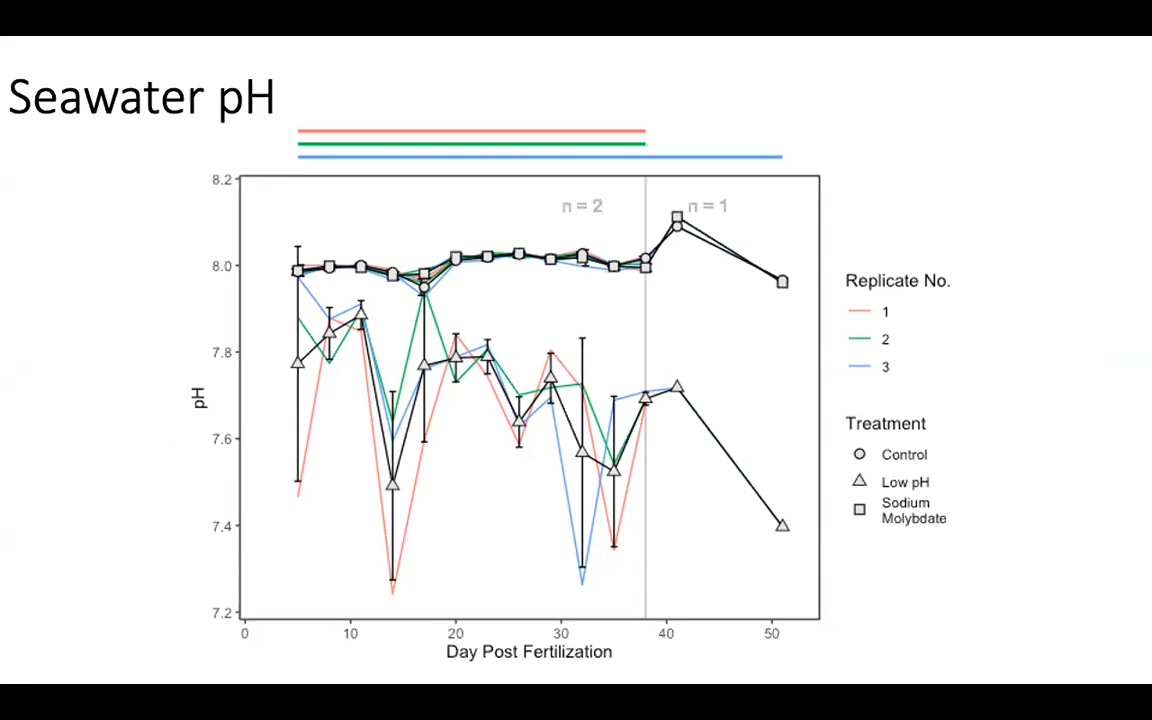 Seawater pH
n = 2
n = 1
8.2
8.0
7.8
7.6
7.4
7.2
pH
0
10
20
30
40
50
Day Post Fertilization
Replicate No.
1
2
3
Treatment
Control
Low pH
Sodium
Molybdate